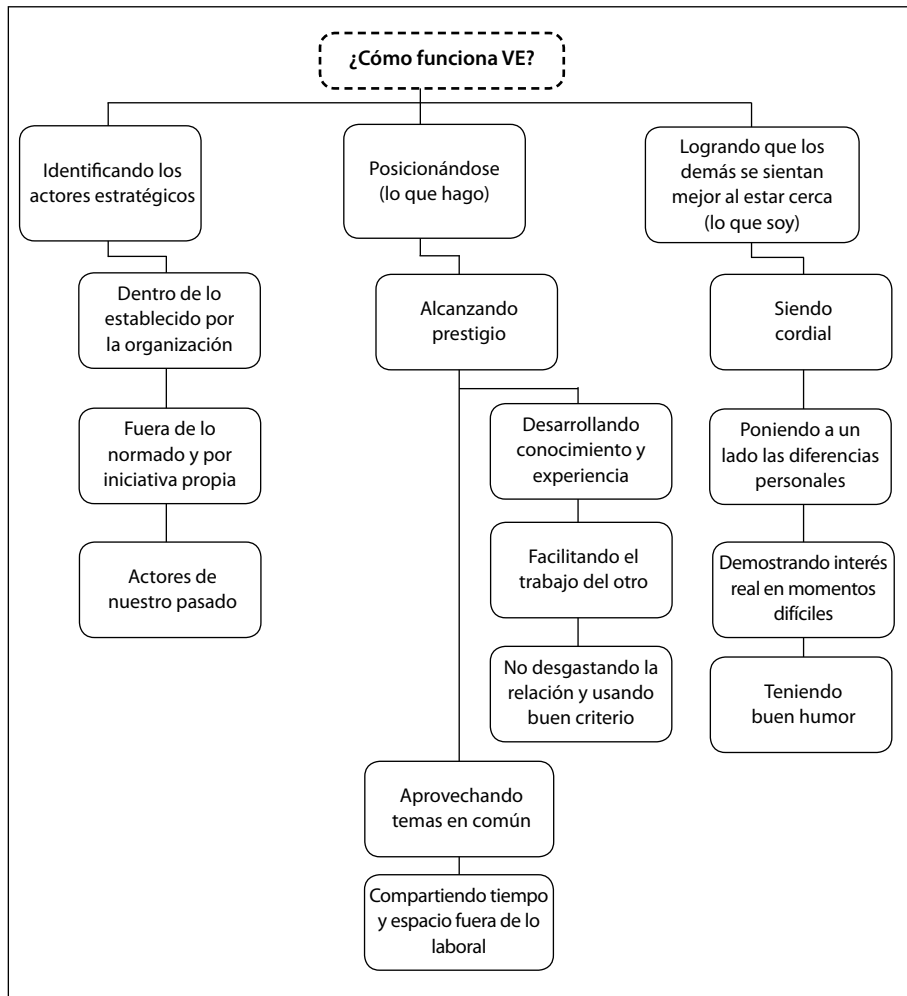 ¿Cómo funciona VE?
Identificando los
actores estratégicos
Dentro de lo
establecido por
la organización
Fuera de lo
normado y por
iniciativa propia
Actores de
nuestro pasado
Posicionándose
(lo que hago)
Alcanzando
prestigio
Desarrollando
conocimiento y
experiencia
Facilitando el
trabajo del otro
No desgastando la
relación y usando
buen criterio
Aprovechando
temas en común
Compartiendo tiempo
y espacio fuera de lo
laboral
Logrando que los
demás se sientan
mejor al estar cerca
(lo que soy)
Siendo
cordial
Poniendo a un
lado las diferencias
personales
Demostrando interés
real en momentos
difíciles
Teniendo
buen humor